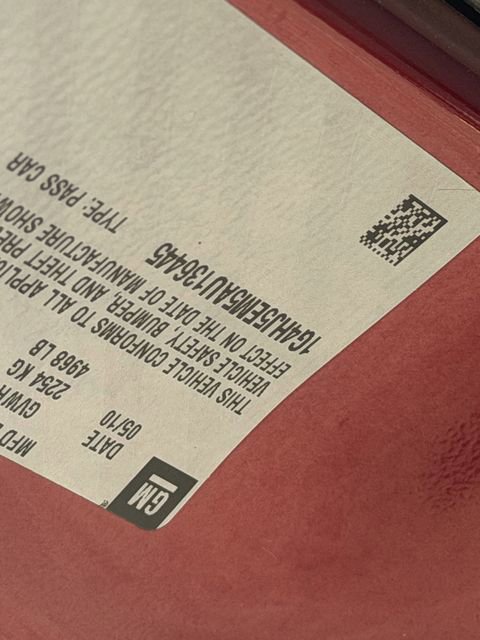 GM ®
MFD
DATE GVWR
05/10 2254 KG
4968 LB
THIS VEHICLE CONFORMS TO ALL APPLIC
VEHICLE SAFETY, BUMPER, AND THEFT PRE
EFFECT ON THE DATE OF MANUFACTURE SHOW
1G4HJ5EM5AU136445 TYPE: PASS CAR